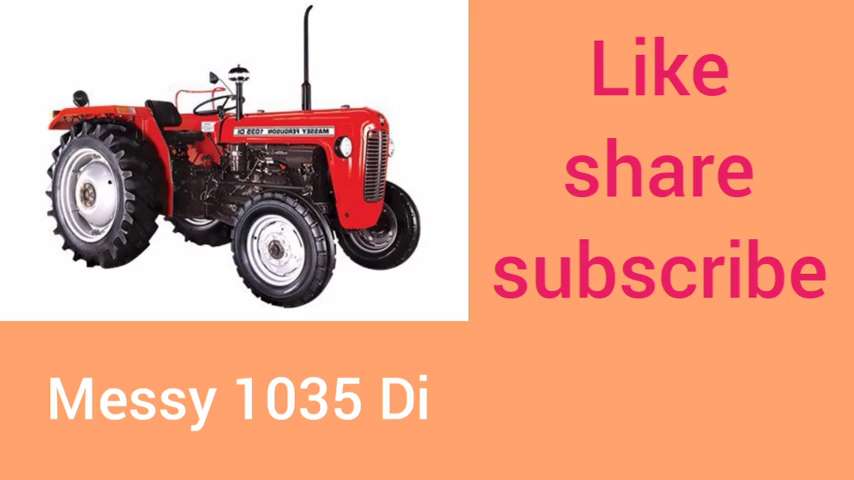 MASSEY FERGUSON 1035 DI
Like
share
subscribe
Messy 1035 Di